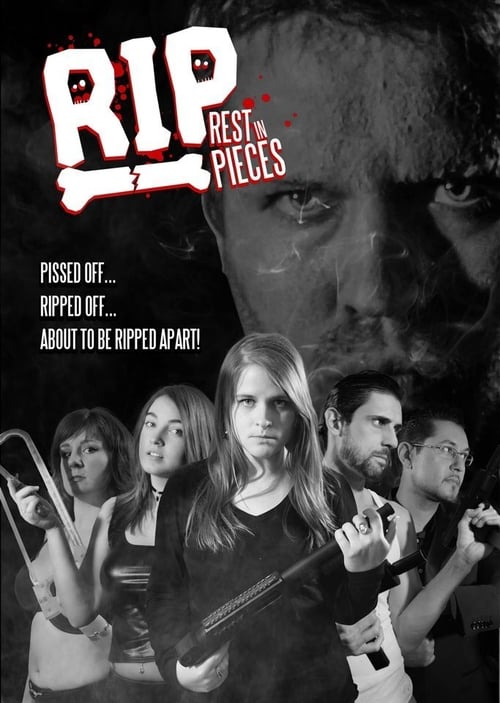 RIP
REST IN
PIECES
PISSED OFF...
RIPPED OFF...
ABOUT TO BE RIPPED APART!